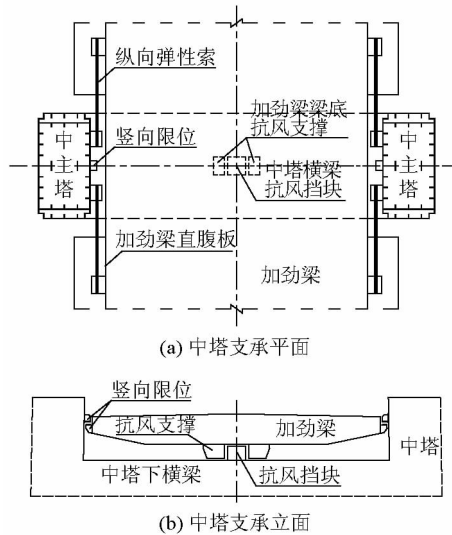 纵向弹性索
加劲梁梁底
抗风支撑
中主塔
竖向限位
中塔横梁
抗风挡块
中主塔
加劲梁直腹板
加劲梁
(a) 中塔支承平面
竖向限位
抗风支撑
加劲梁
中塔
中塔下横梁
抗风挡块
(b) 中塔支承立面